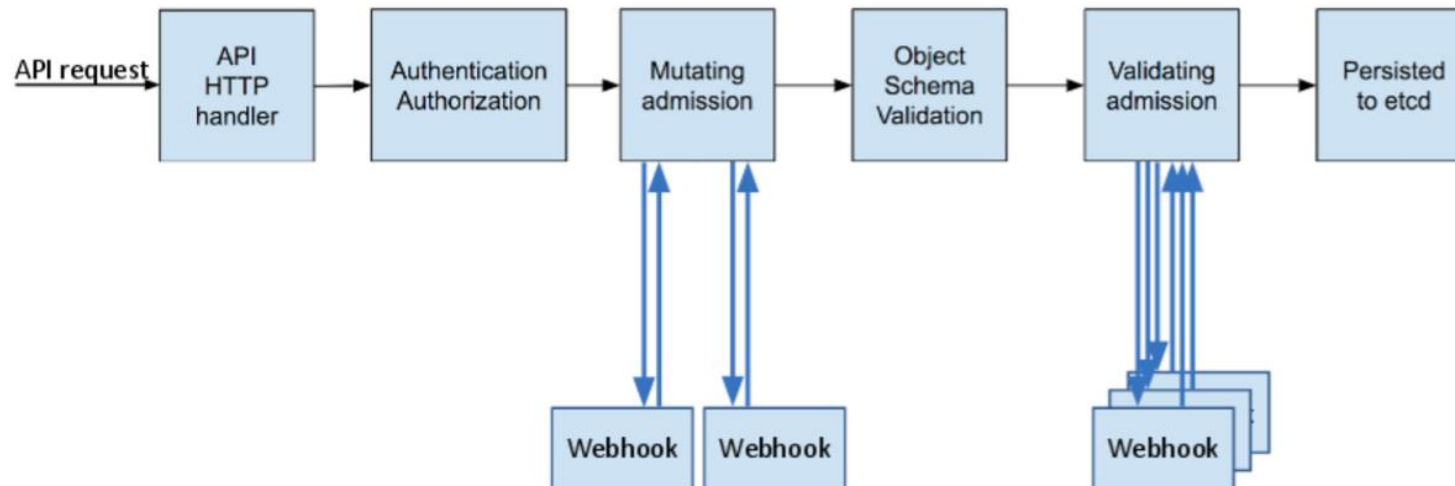 API request
API
HTTP
handler
Authentication
Authorization
Mutating
admission
Object
Schema
Validation
Validating
admission
Persisted
to etcd
Webhook
Webhook
Webhook